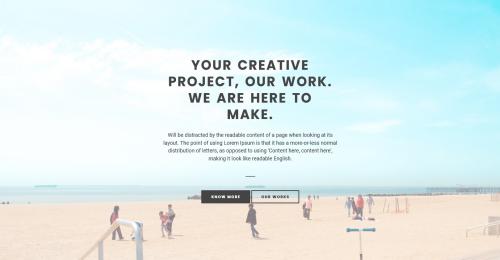 YOUR CREATIVE
PROJECT, OUR WORK.
WE ARE HERE TO
MAKE.
Will be distracted by the readable content of a page when looking at its
layout. The point of using Lorem Ipsum is that it has a more-or-less normal
distribution of letters, as opposed to using 'Content here, content here',
making it look like readable English.
KNOW MORE
OUR WORKS